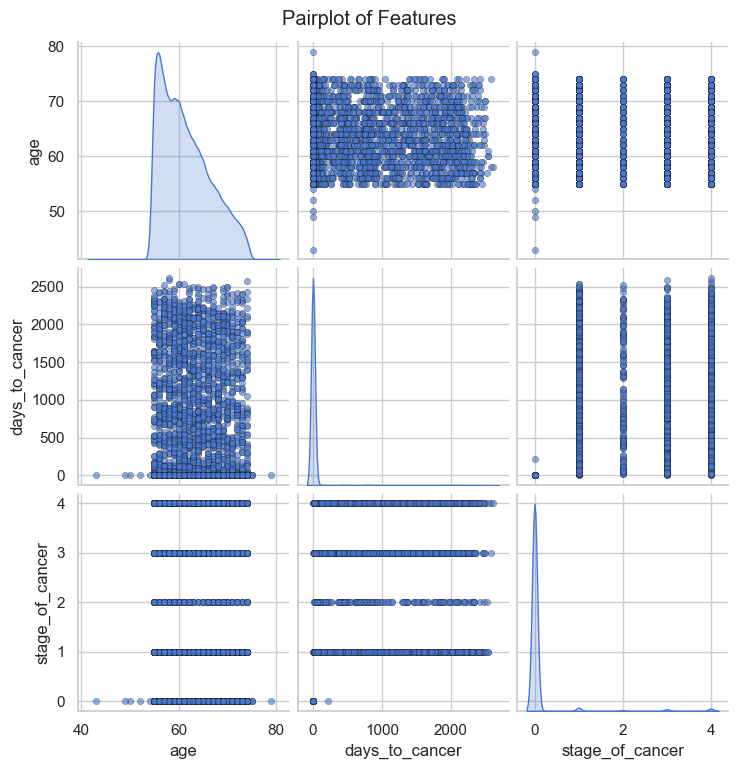 Pairplot of Features
80
70
60
50
age
2500
2000
1500
1000
500
0
days_to_cancer
4
3
2
1
0
stage_of_cancer
40 60 80 0 1000 2000 0 2 4
age days_to_cancer stage_of_cancer